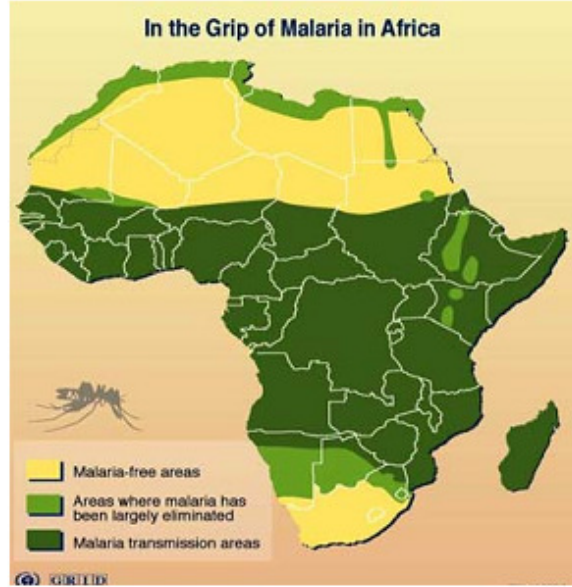 In the Grip of Malaria in Africa
Malaria-free areas
Areas where malaria has
been largely eliminated
Malaria transmission areas
GRID